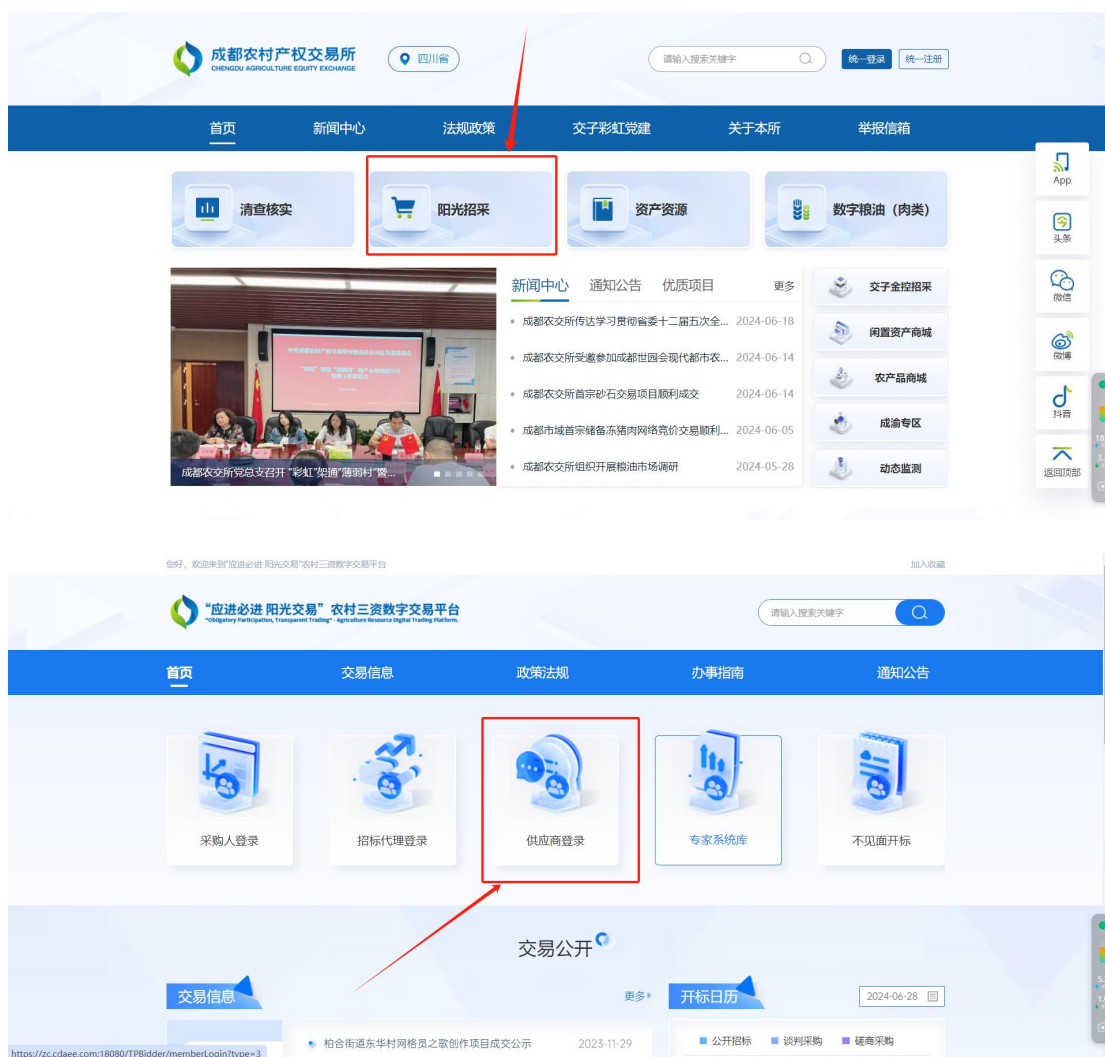 成都农村产权交易所
CHENGDU AGRICULTURE EQUITY EXCHANGE
四川省
请输入搜索关键字
统一登录
统一注册
首页
新闻中心
法规政策
交子彩虹党建
关于本所
举报信箱
清查核实
阳光招采
资产资源
数字粮油（肉类）
App
头条
微信
微博
抖音
返回顶部
成都农交所党总支召开“彩虹”架通“薄弱村”暨...
新闻中心
通知公告
优质项目
更多
成都农交所传达学习贯彻省委十二届五次全... 2024-06-18
成都农交所受邀参加成都世园会现代都市农... 2024-06-14
成都农交所首宗砂石交易项目顺利成交 2024-06-14
成都市域首宗储备冻猪肉网络竞价交易顺利... 2024-06-05
成都农交所组织开展粮油市场调研 2024-05-28
交子金控招采
闲置资产商城
农产品商城
成渝专区
动态监测
您好，欢迎来到“应进必进 阳光交易”农村三资数字交易平台
加入收藏
“应进必进 阳光交易”农村三资数字交易平台
"Obligatory Participation, Transparent Trading" - Agriculture Resource Digital Trading Platform.
请输入搜索关键字
首页
交易信息
政策法规
办事指南
通知公告
采购人登录
招标代理登录
供应商登录
专家系统库
不见面开标
交易公开
交易信息
更多
开标日历
2024-06-28
柏合街道东华村网格员之歌创作项目成交公示 2023-11-29
公开招标
谈判采购
磋商采购
https://zc.cdaee.com:18080/TPBidder/memberLogin?type=3